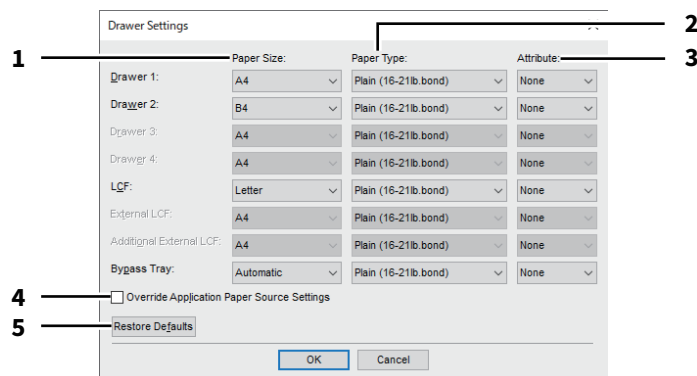 Drawer Settings
2
1
Paper Size: Paper Type: Attribute:
3
Drawer 1: A4 Plain (16-21lb.bond) None
Drawer 2: B4 Plain (16-21lb.bond) None
Drawer 3: A4 Plain (16-21lb.bond) None
Drawer 4: A4 Plain (16-21lb.bond) None
LCF: Letter Plain (16-21lb.bond) None
External LCF: A4 Plain (16-21lb.bond) None
Additional External LCF: A4 Plain (16-21lb.bond) None
Bypass Tray: Automatic Plain (16-21lb.bond) None
4 Override Application Paper Source Settings
5 Restore Defaults
OK Cancel